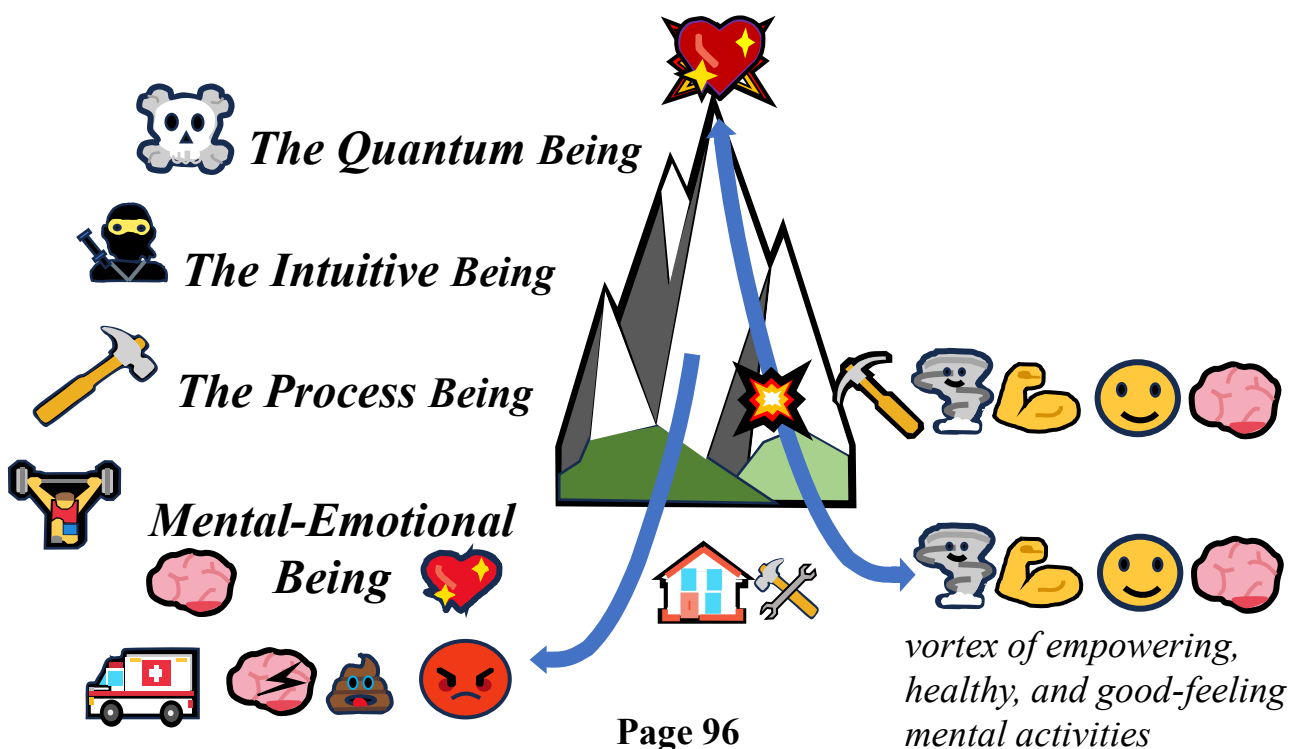 The Quantum Being
The Intuitive Being
The Process Being
Mental-Emotional
Being
vortex of empowering,
healthy, and good-feeling
mental activities
Page 96